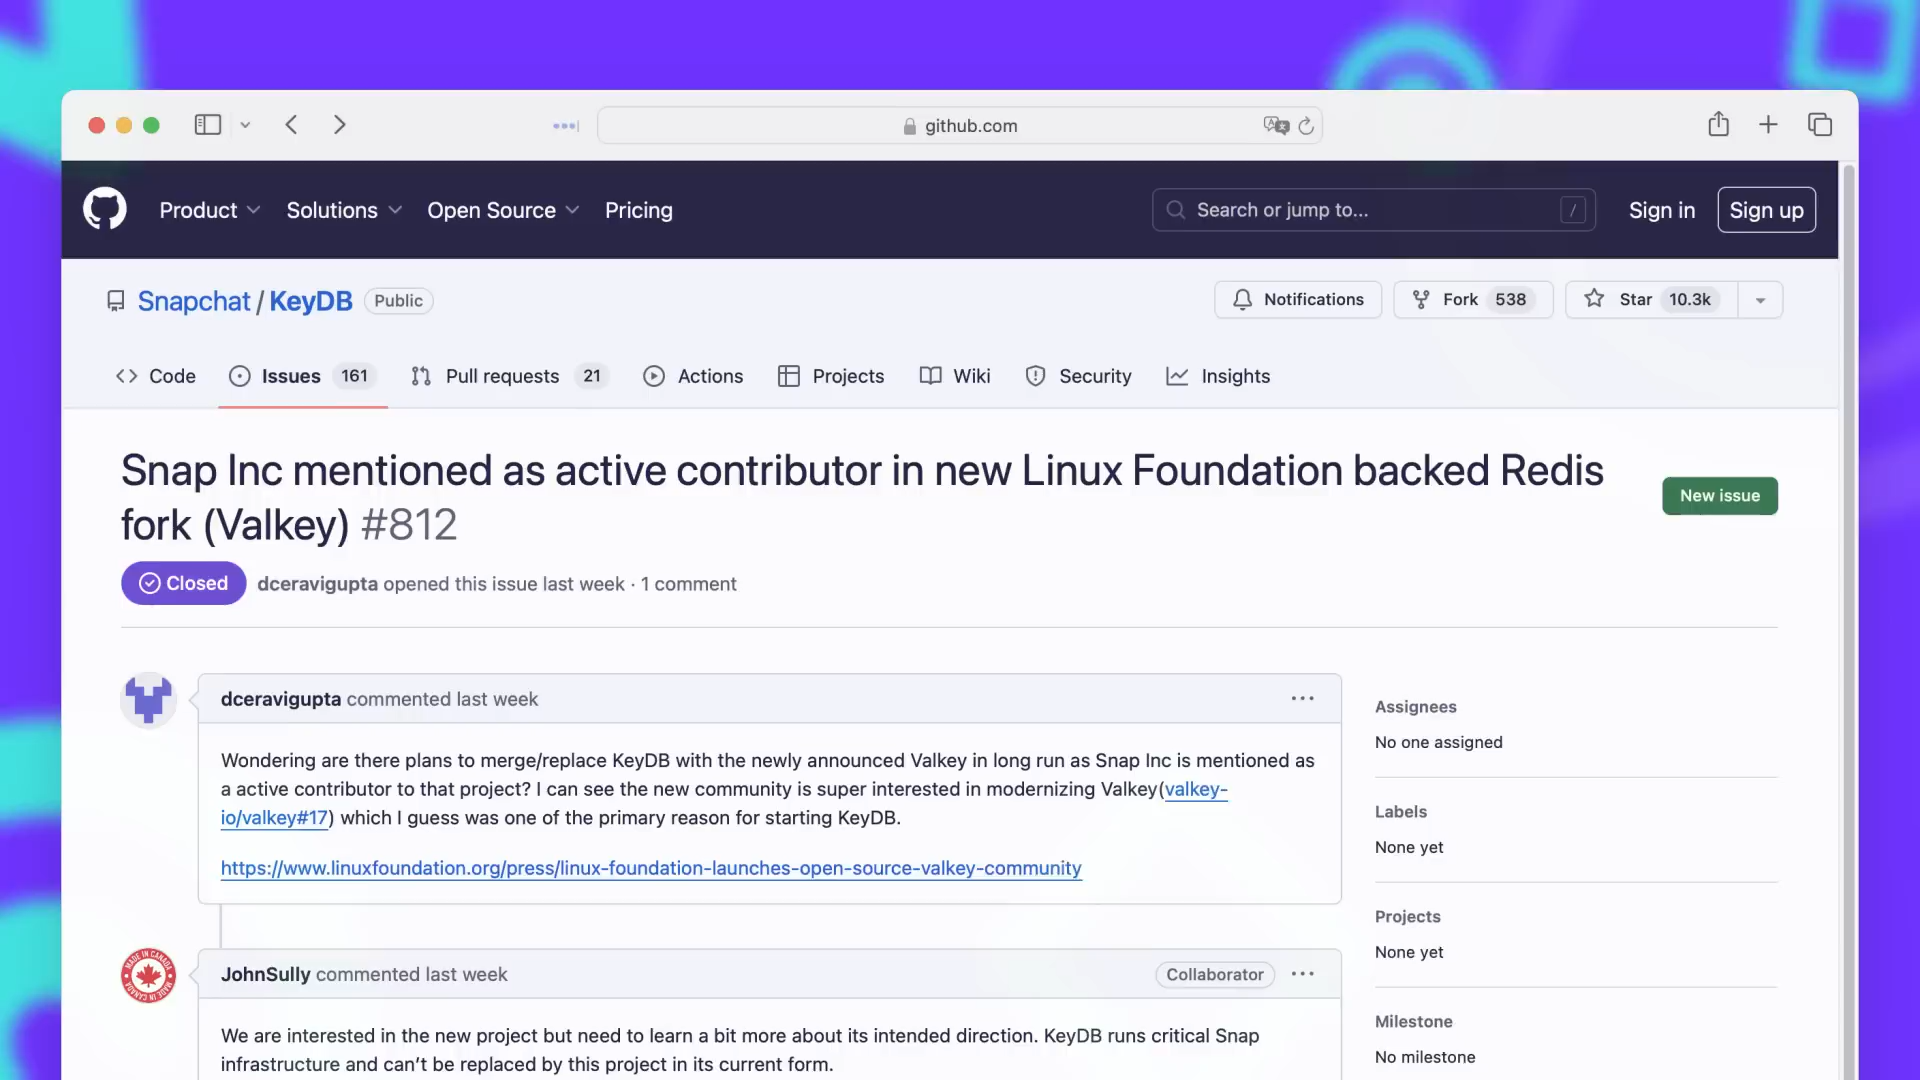 github.com
Product Solutions Open Source Pricing Search or jump to... / Sign in Sign up
Snapchat / KeyDB Public Notifications Fork 538 Star 10.3k
Code Issues 161 Pull requests 21 Actions Projects Wiki Security Insights
Snap Inc mentioned as active contributor in new Linux Foundation backed Redis
fork (Valkey) #812
New issue
Closed dceravigupta opened this issue last week · 1 comment
dceravigupta commented last week
Wondering are there plans to merge/replace KeyDB with the newly announced Valkey in long run as Snap Inc is mentioned as
a active contributor to that project? I can see the new community is super interested in modernizing Valkey(valkey-
io/valkey#17) which I guess was one of the primary reason for starting KeyDB.
https://www.linuxfoundation.org/press/linux-foundation-launches-open-source-valkey-community
Assignees
No one assigned
Labels
None yet
Projects
None yet
Milestone
No milestone
MADE IN CANADA
MADE IN CANADA
JohnSully commented last week Collaborator
We are interested in the new project but need to learn a bit more about its intended direction. KeyDB runs critical Snap
infrastructure and can't be replaced by this project in its current form.